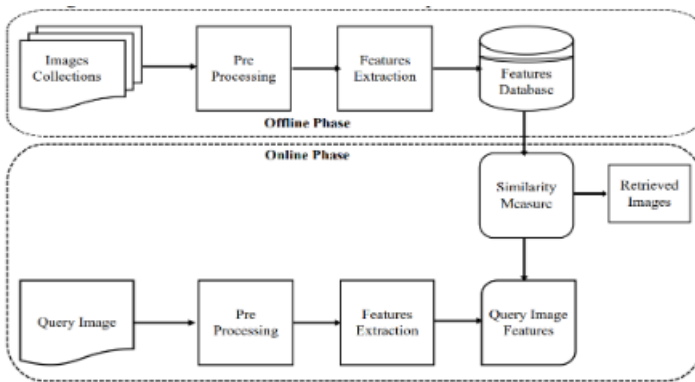 Images
Collections
Pre
Processing
Features
Extraction
Features
Database
Offline Phase
Online Phase
Similarity
Measure
Retrieved
Images
Query Image
Pre
Processing
Features
Extraction
Query Image
Features